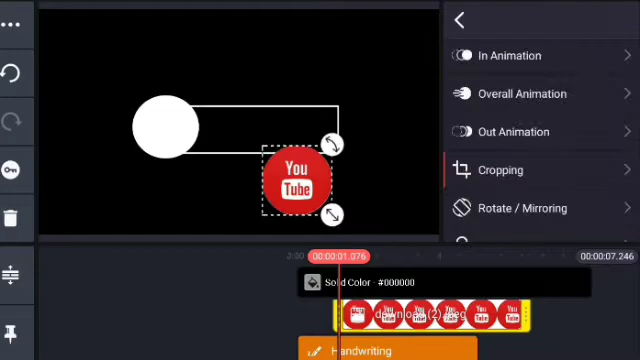 In Animation
Overall Animation
Out Animation
Cropping
Rotate / Mirroring
You
Tube
00:00:01.076
00:00:07.246
Solid Color - #000000
Handwriting